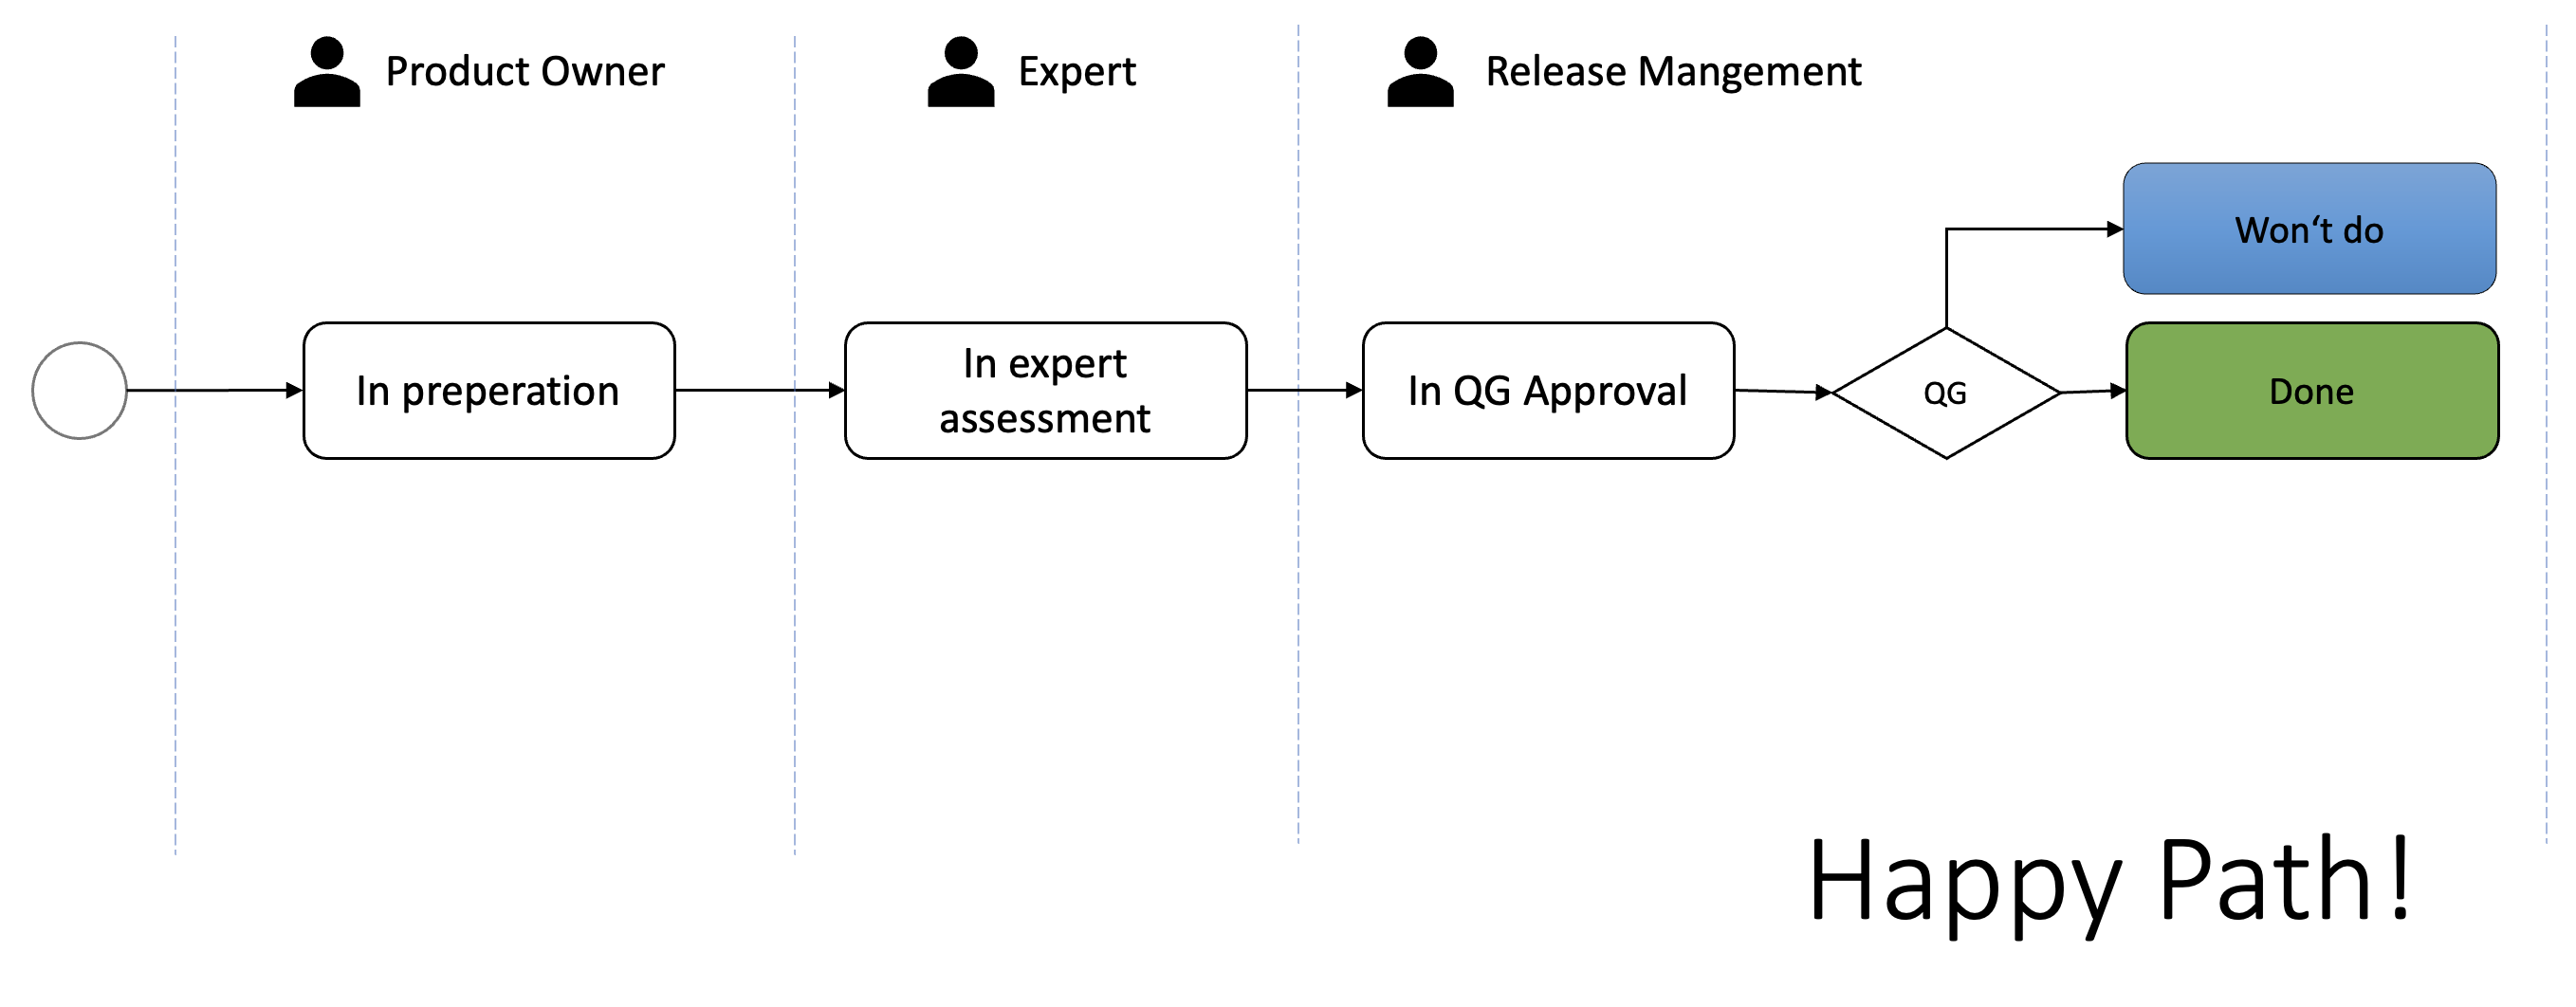 Product Owner
Expert
Release Mangement
Won‘t do
In preperation
In expert
assessment
In QG Approval
QG
Done
Happy Path!